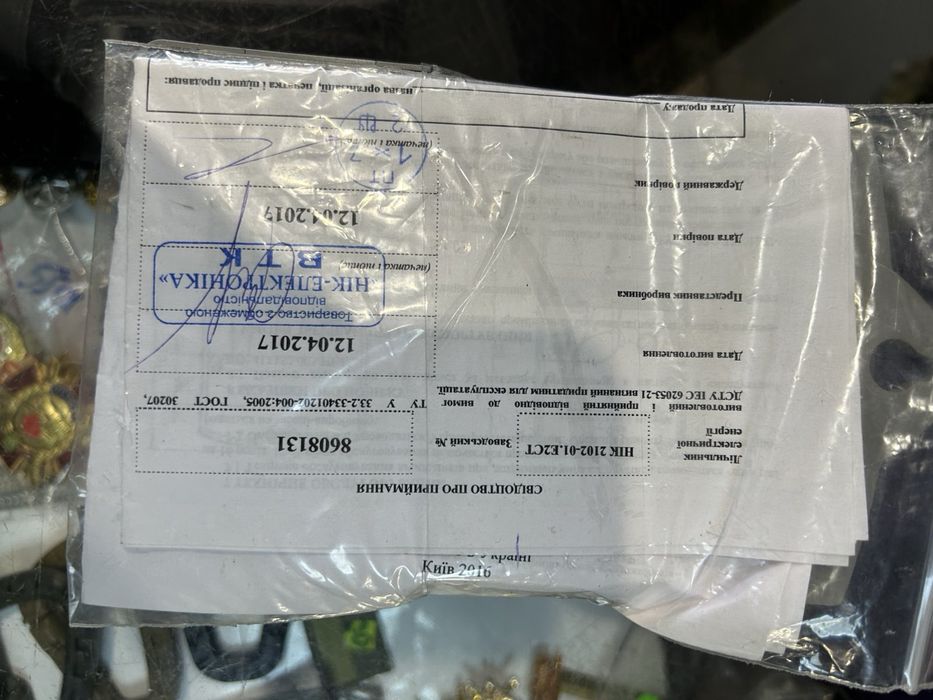 СВІДОЦТВО ПРО ПРИЙМАННЯ
Лічильник електричної енергії НІК 2102-01.Е2СТ Заводський № 8608131
виготовлений і прийнятий відповідно до вимог ТУ У 33.2-33401202-004:2005, ГОСТ 30207,
ДСТУ ІЕС 62053-21 визнаний придатним для експлуатації.
Дата виготовлення 12.04.2017
Представник виробника
Товариство з обмеженою
відповідальністю
«НІК-ЕЛЕКТРОНІКА»
ВТК
(печатка і підпис)
Дата повірки 12.04.2017
Державний повірник
(печатка і підпис)
Дата продажу назва організації, печатка і підпис продавця:
Київ 2016